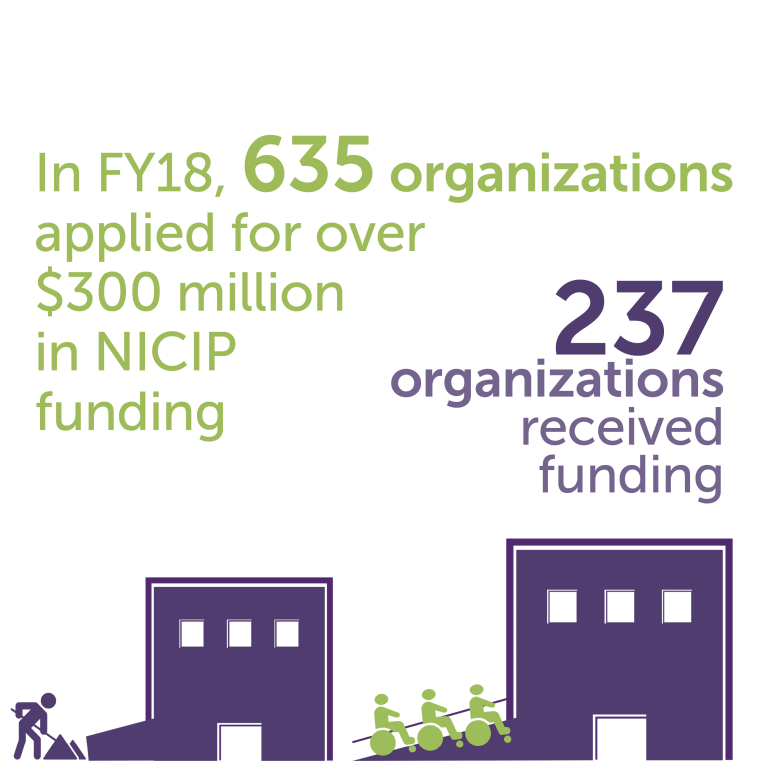 In FY18, 635 organizations
applied for over
$300 million
in NICIP
funding
237
organizations
received
funding